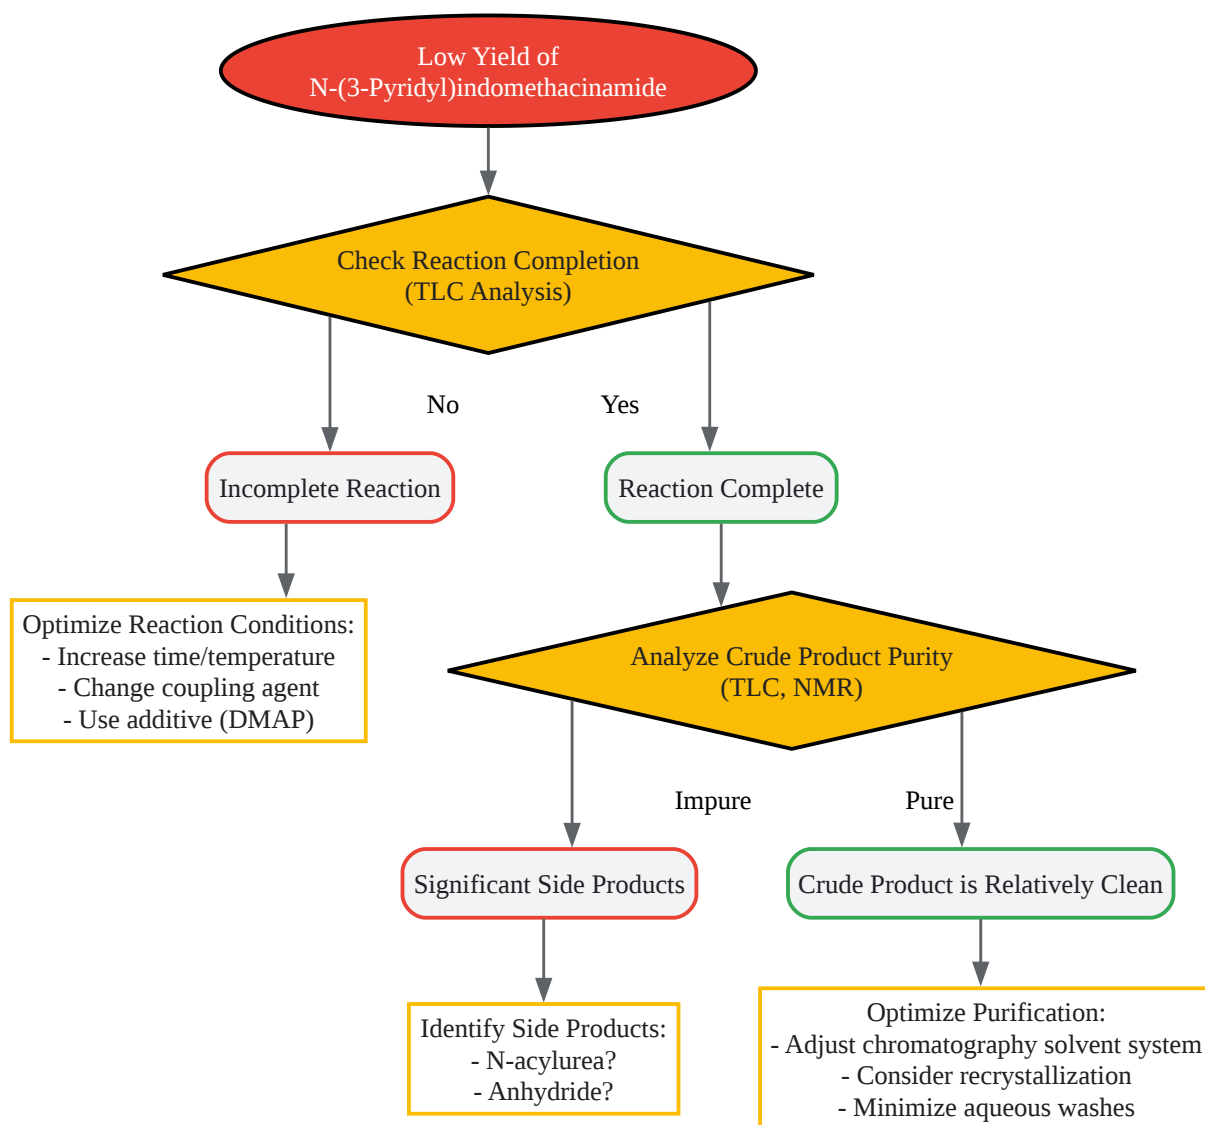 Low Yield of
N-(3-Pyridyl)indomethacinamide
Check Reaction Completion
(TLC Analysis)
No
Yes
Incomplete Reaction
Reaction Complete
Optimize Reaction Conditions:
- Increase time/temperature
- Change coupling agent
- Use additive (DMAP)
Analyze Crude Product Purity
(TLC, NMR)
Impure
Pure
Significant Side Products
Crude Product is Relatively Clean
Identify Side Products:
- N-acylurea?
- Anhydride?
Optimize Purification:
- Adjust chromatography solvent system
- Consider recrystallization
- Minimize aqueous washes